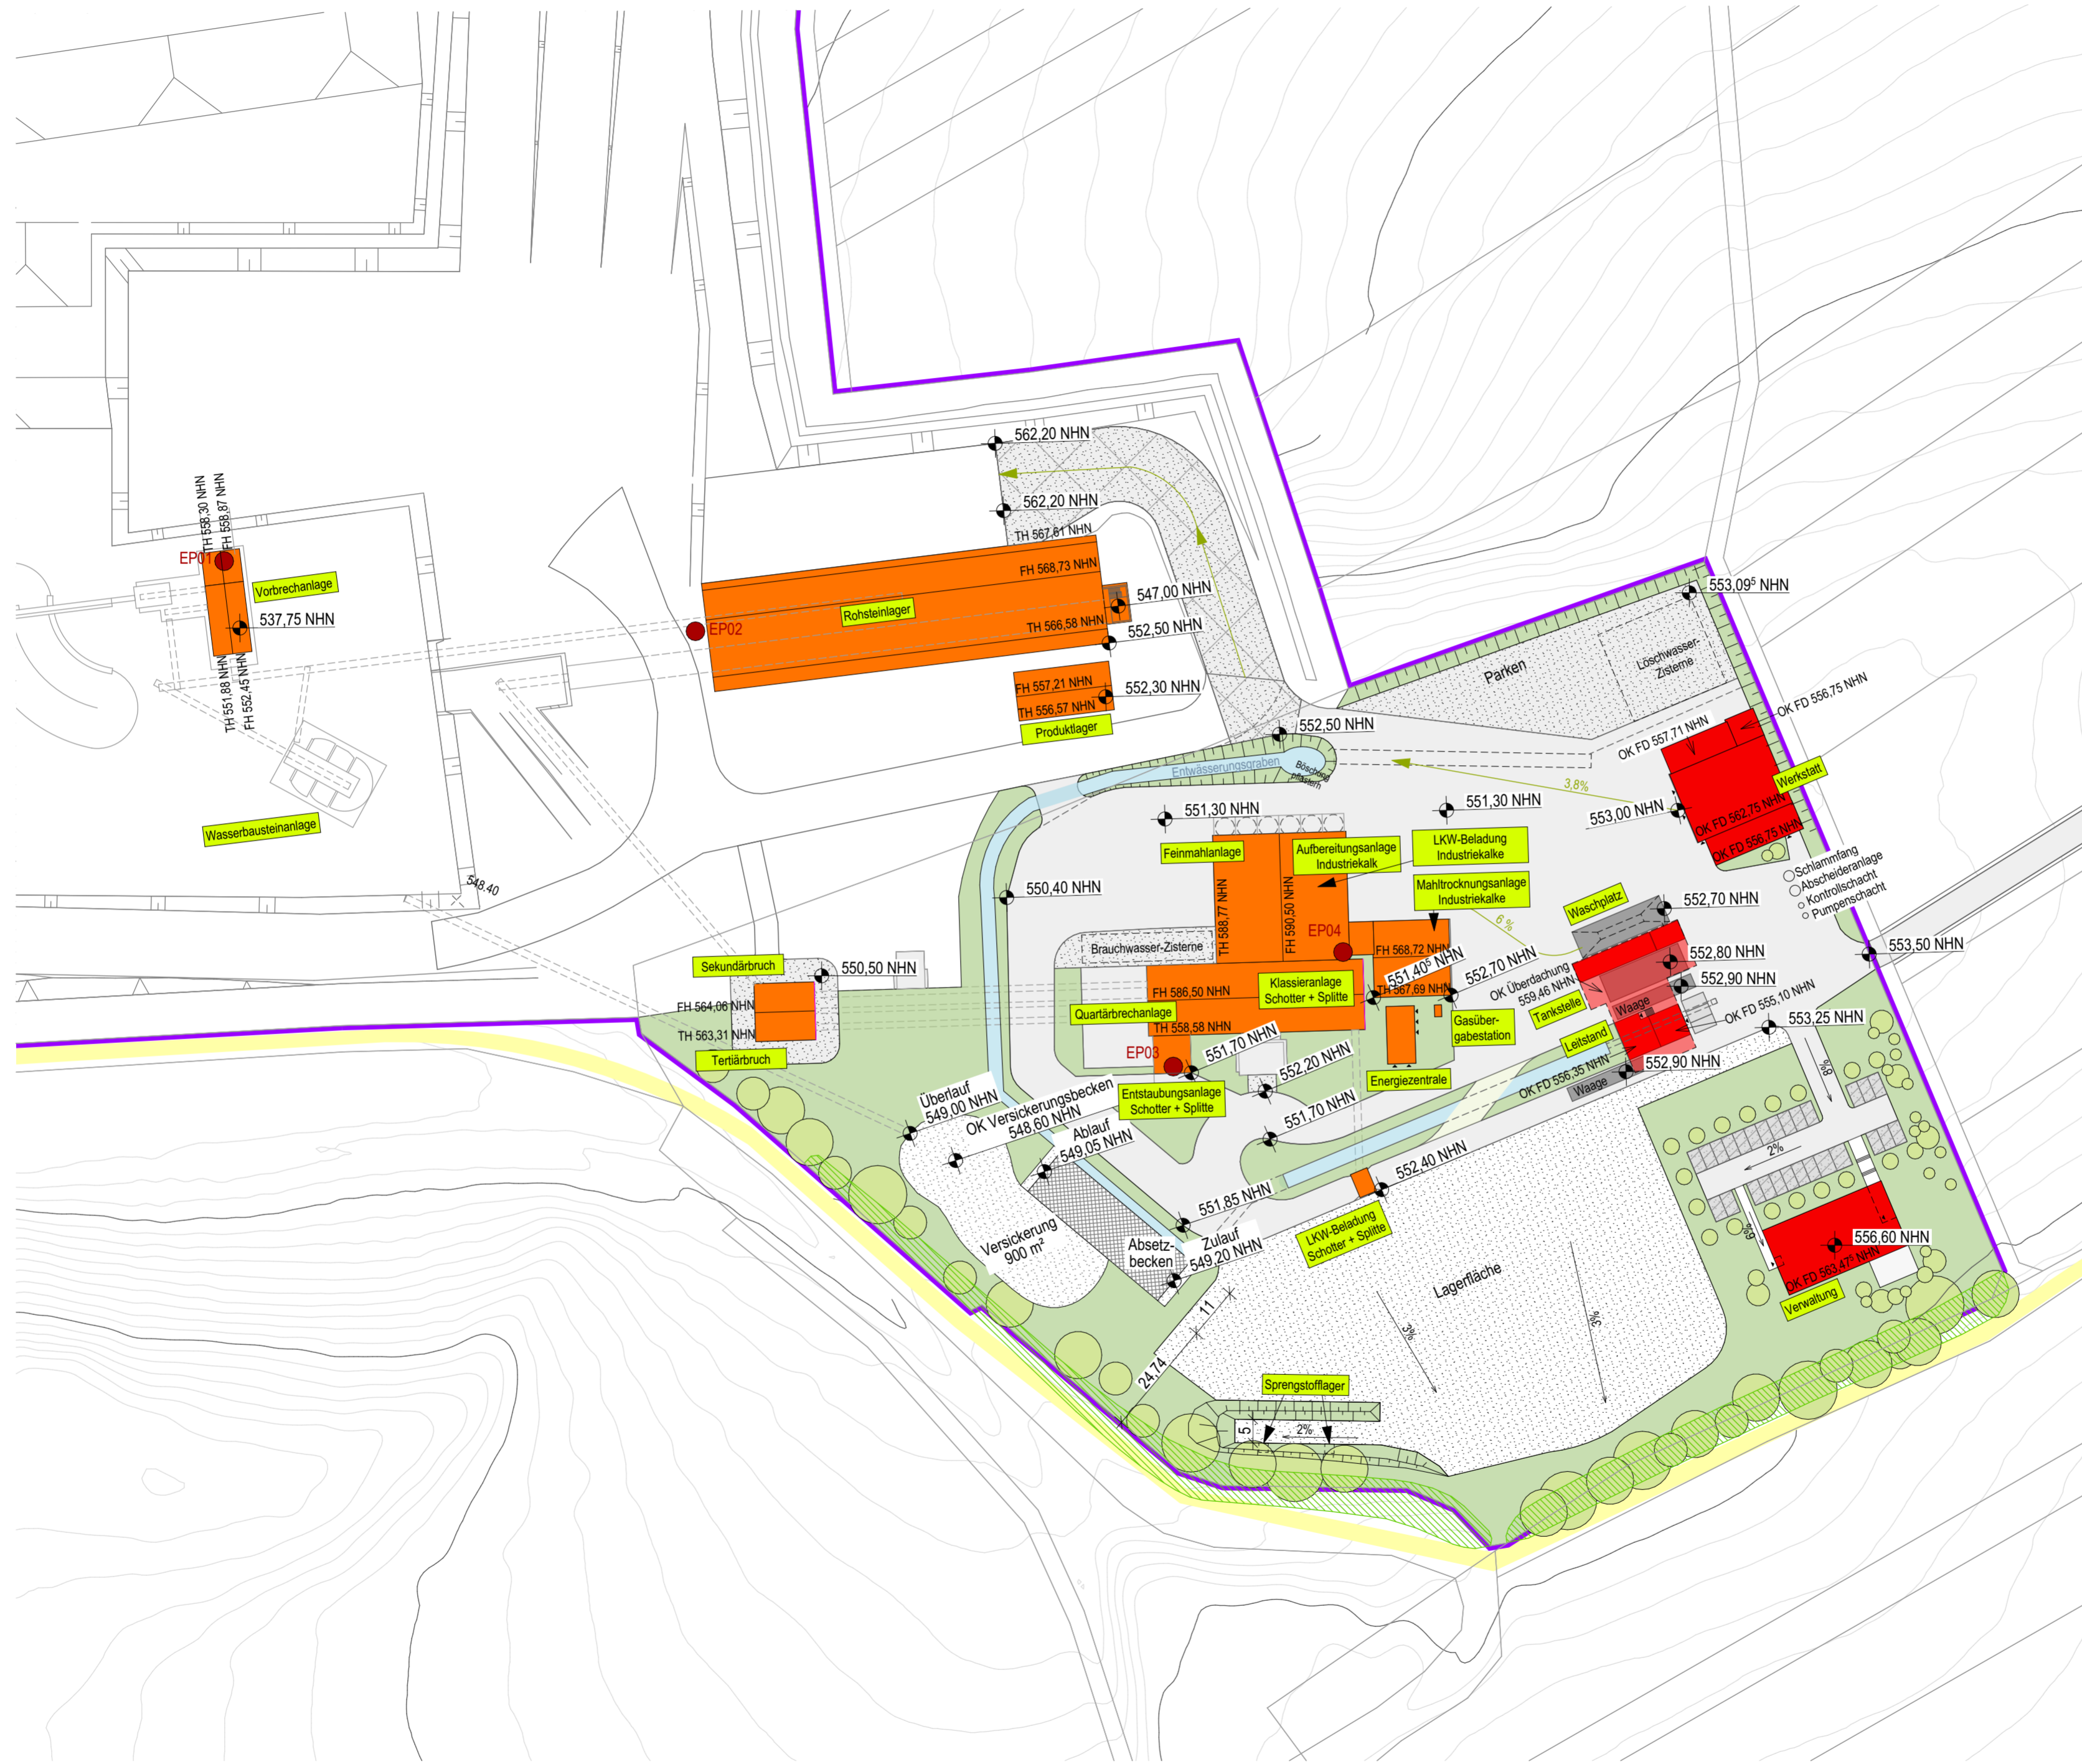 562,20 NHN
562,20 NHN
TH 567,61 NHN
FH 568,73 NHN
Rohsteinlager
TH 566,58 NHN
547,00 NHN
552,50 NHN
TH 558,30 NHN
FH 558,87 NHN
EP01
Vorbrechanlage
537,75 NHN
TH 551,88 NHN
FH 552,45 NHN
EP02
FH 557,21 NHN
TH 556,57 NHN
552,30 NHN
Produktlager
552,50 NHN
Wasserbausteinanlage
548.40
553,09⁵ NHN
Parken
Löschwasser-
Zisterne
OK FD 556,75 NHN
OK FD 557,71 NHN
Werkstatt
OK FD 562,75 NHN
OK FD 556,75 NHN
553,00 NHN
3,8%
Entwässerungsgraben
Böschung
pflastern
551,30 NHN
551,30 NHN
Feinmahlanlage
Aufbereitungsanlage
Industriekalk
LKW-Beladung
Industriekalke
Mahltrocknungsanlage
Industriekalke
Schlammfang
Abscheideranlage
Kontrollschacht
Pumpenschacht
550,40 NHN
TH 588,77 NHN
FH 590,50 NHN
EP04
6 %
Waschplatz
552,70 NHN
Brauchwasser-Zisterne
FH 568,72 NHN
551,40⁵ NHN
TH 567,69 NHN
552,70 NHN
552,80 NHN
552,90 NHN
553,50 NHN
OK Überdachung
559,46 NHN
Tankstelle
Waage
OK FD 555,10 NHN
Sekundärbruch
550,50 NHN
FH 564,06 NHN
TH 563,31 NHN
Tertiärbruch
Klassieranlage
Schotter + Splitte
FH 586,50 NHN
Quartärbrechanlage
TH 558,58 NHN
Gasüber-
gabestation
Leitstand
553,25 NHN
EP03
551,70 NHN
552,20 NHN
Energiezentrale
OK FD 556,35 NHN
552,90 NHN
Waage
Entstaubungsanlage
Schotter + Splitte
551,70 NHN
Überlauf
549,00 NHN
OK Versickerungsbecken
548,60 NHN
Ablauf
549,05 NHN
552,40 NHN
8%
2%
6%
551,85 NHN
Zulauf
549,20 NHN
Versickerung
900 m²
Absetz-
becken
LKW-Beladung
Schotter + Splitte
Lagerfläche
556,60 NHN
OK FD 563,47⁵ NHN
Verwaltung
11
24,74
3%
3%
Sprengstofflager
5
2%